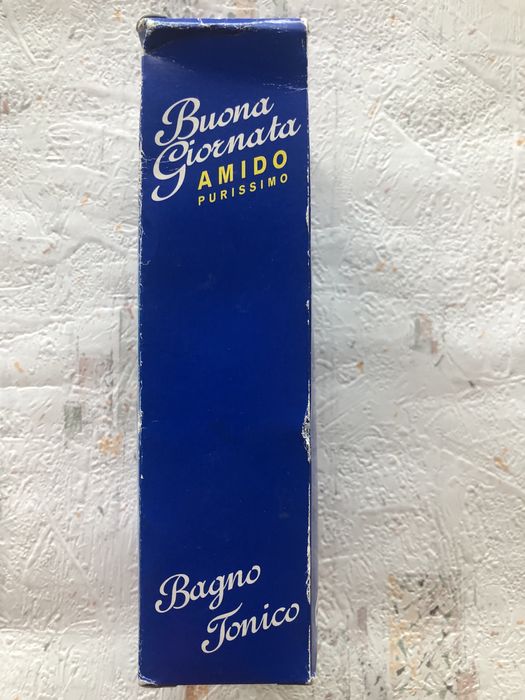 Buona
Giornata
AMIDO
PURISSIMO
Bagno
Tonico